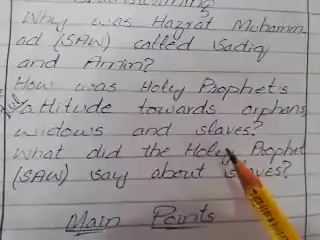 Why was Hazrat Mohamm
ad (SAW) called Sadiq
and Amin?
How was Holy Prophet's
attitude towards orphans,
widows and slaves?
What did the Holy Prophet
(SAW) say about slaves?
Main Points